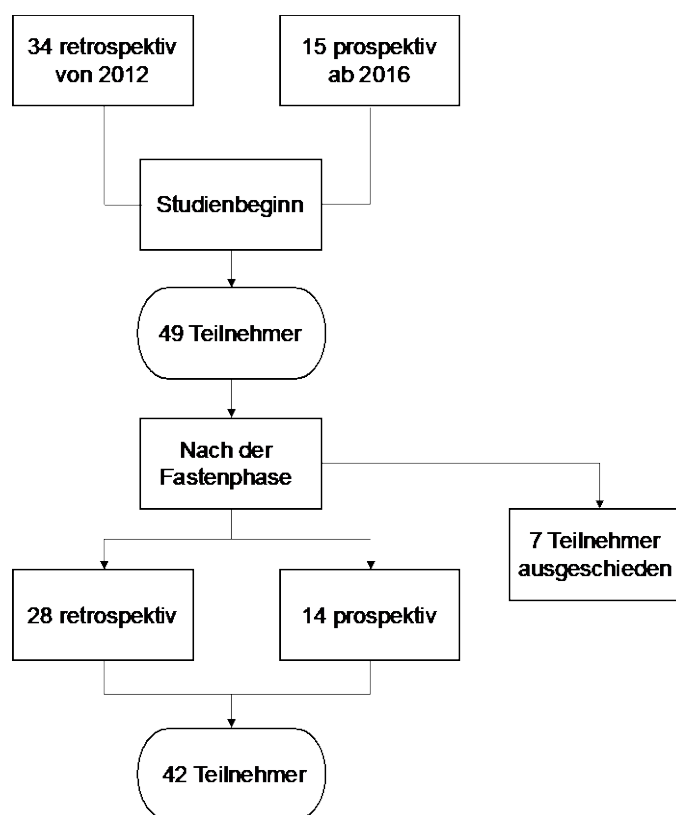 34 retrospektiv
von 2012
15 prospektiv
ab 2016
Studienbeginn
49 Teilnehmer
Nach der
Fastenphase
7 Teilnehmer
ausgeschieden
28 retrospektiv
14 prospektiv
42 Teilnehmer